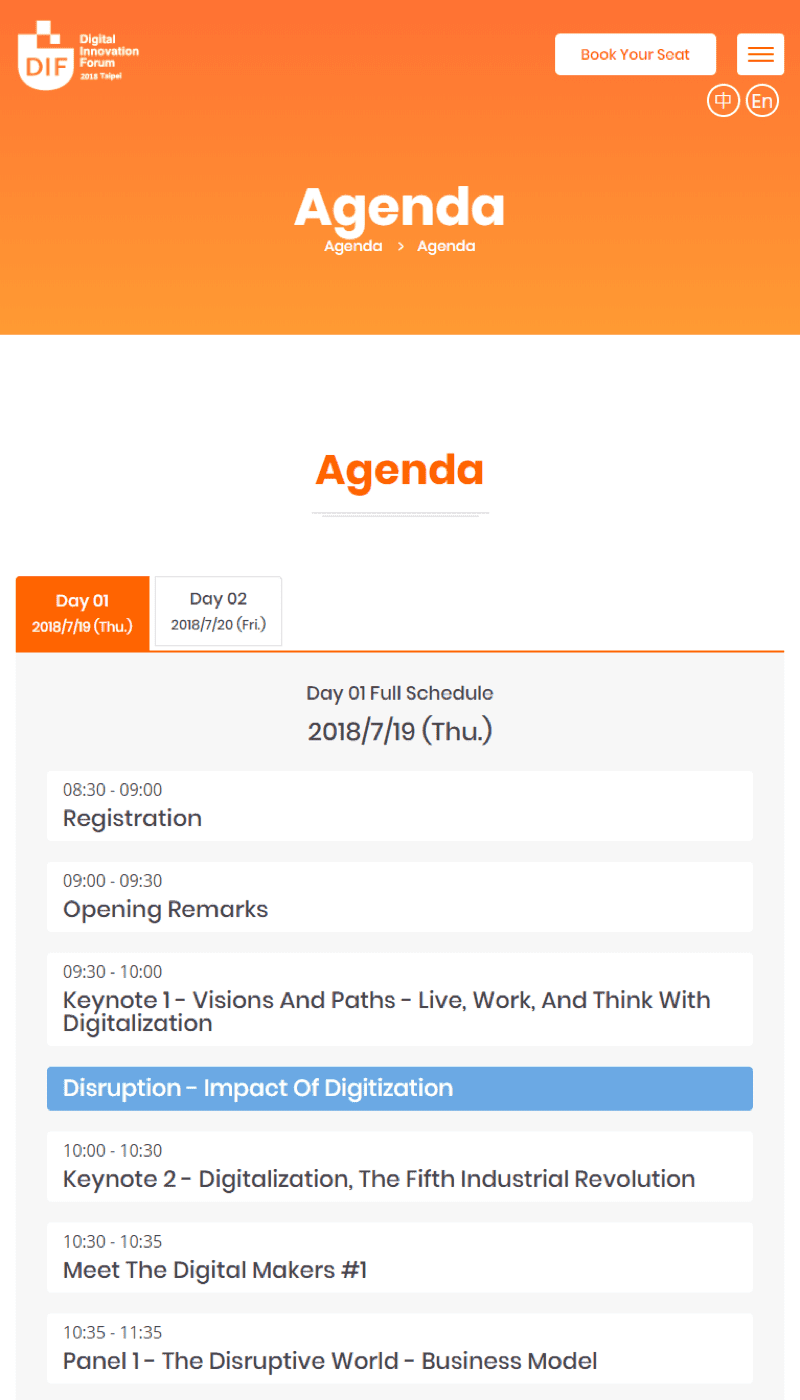 DIF
Digital
Innovation
Forum
2018 Taipei
Book Your Seat
中 En
Agenda
Agenda > Agenda
Agenda
Day 01
2018/7/19 (Thu.)
Day 02
2018/7/20 (Fri.)
Day 01 Full Schedule
2018/7/19 (Thu.)
08:30 - 09:00
Registration
09:00 - 09:30
Opening Remarks
09:30 - 10:00
Keynote 1 - Visions And Paths - Live, Work, And Think With
Digitalization
Disruption - Impact Of Digitization
10:00 - 10:30
Keynote 2 - Digitalization, The Fifth Industrial Revolution
10:30 - 10:35
Meet The Digital Makers #1
10:35 - 11:35
Panel 1 - The Disruptive World - Business Model